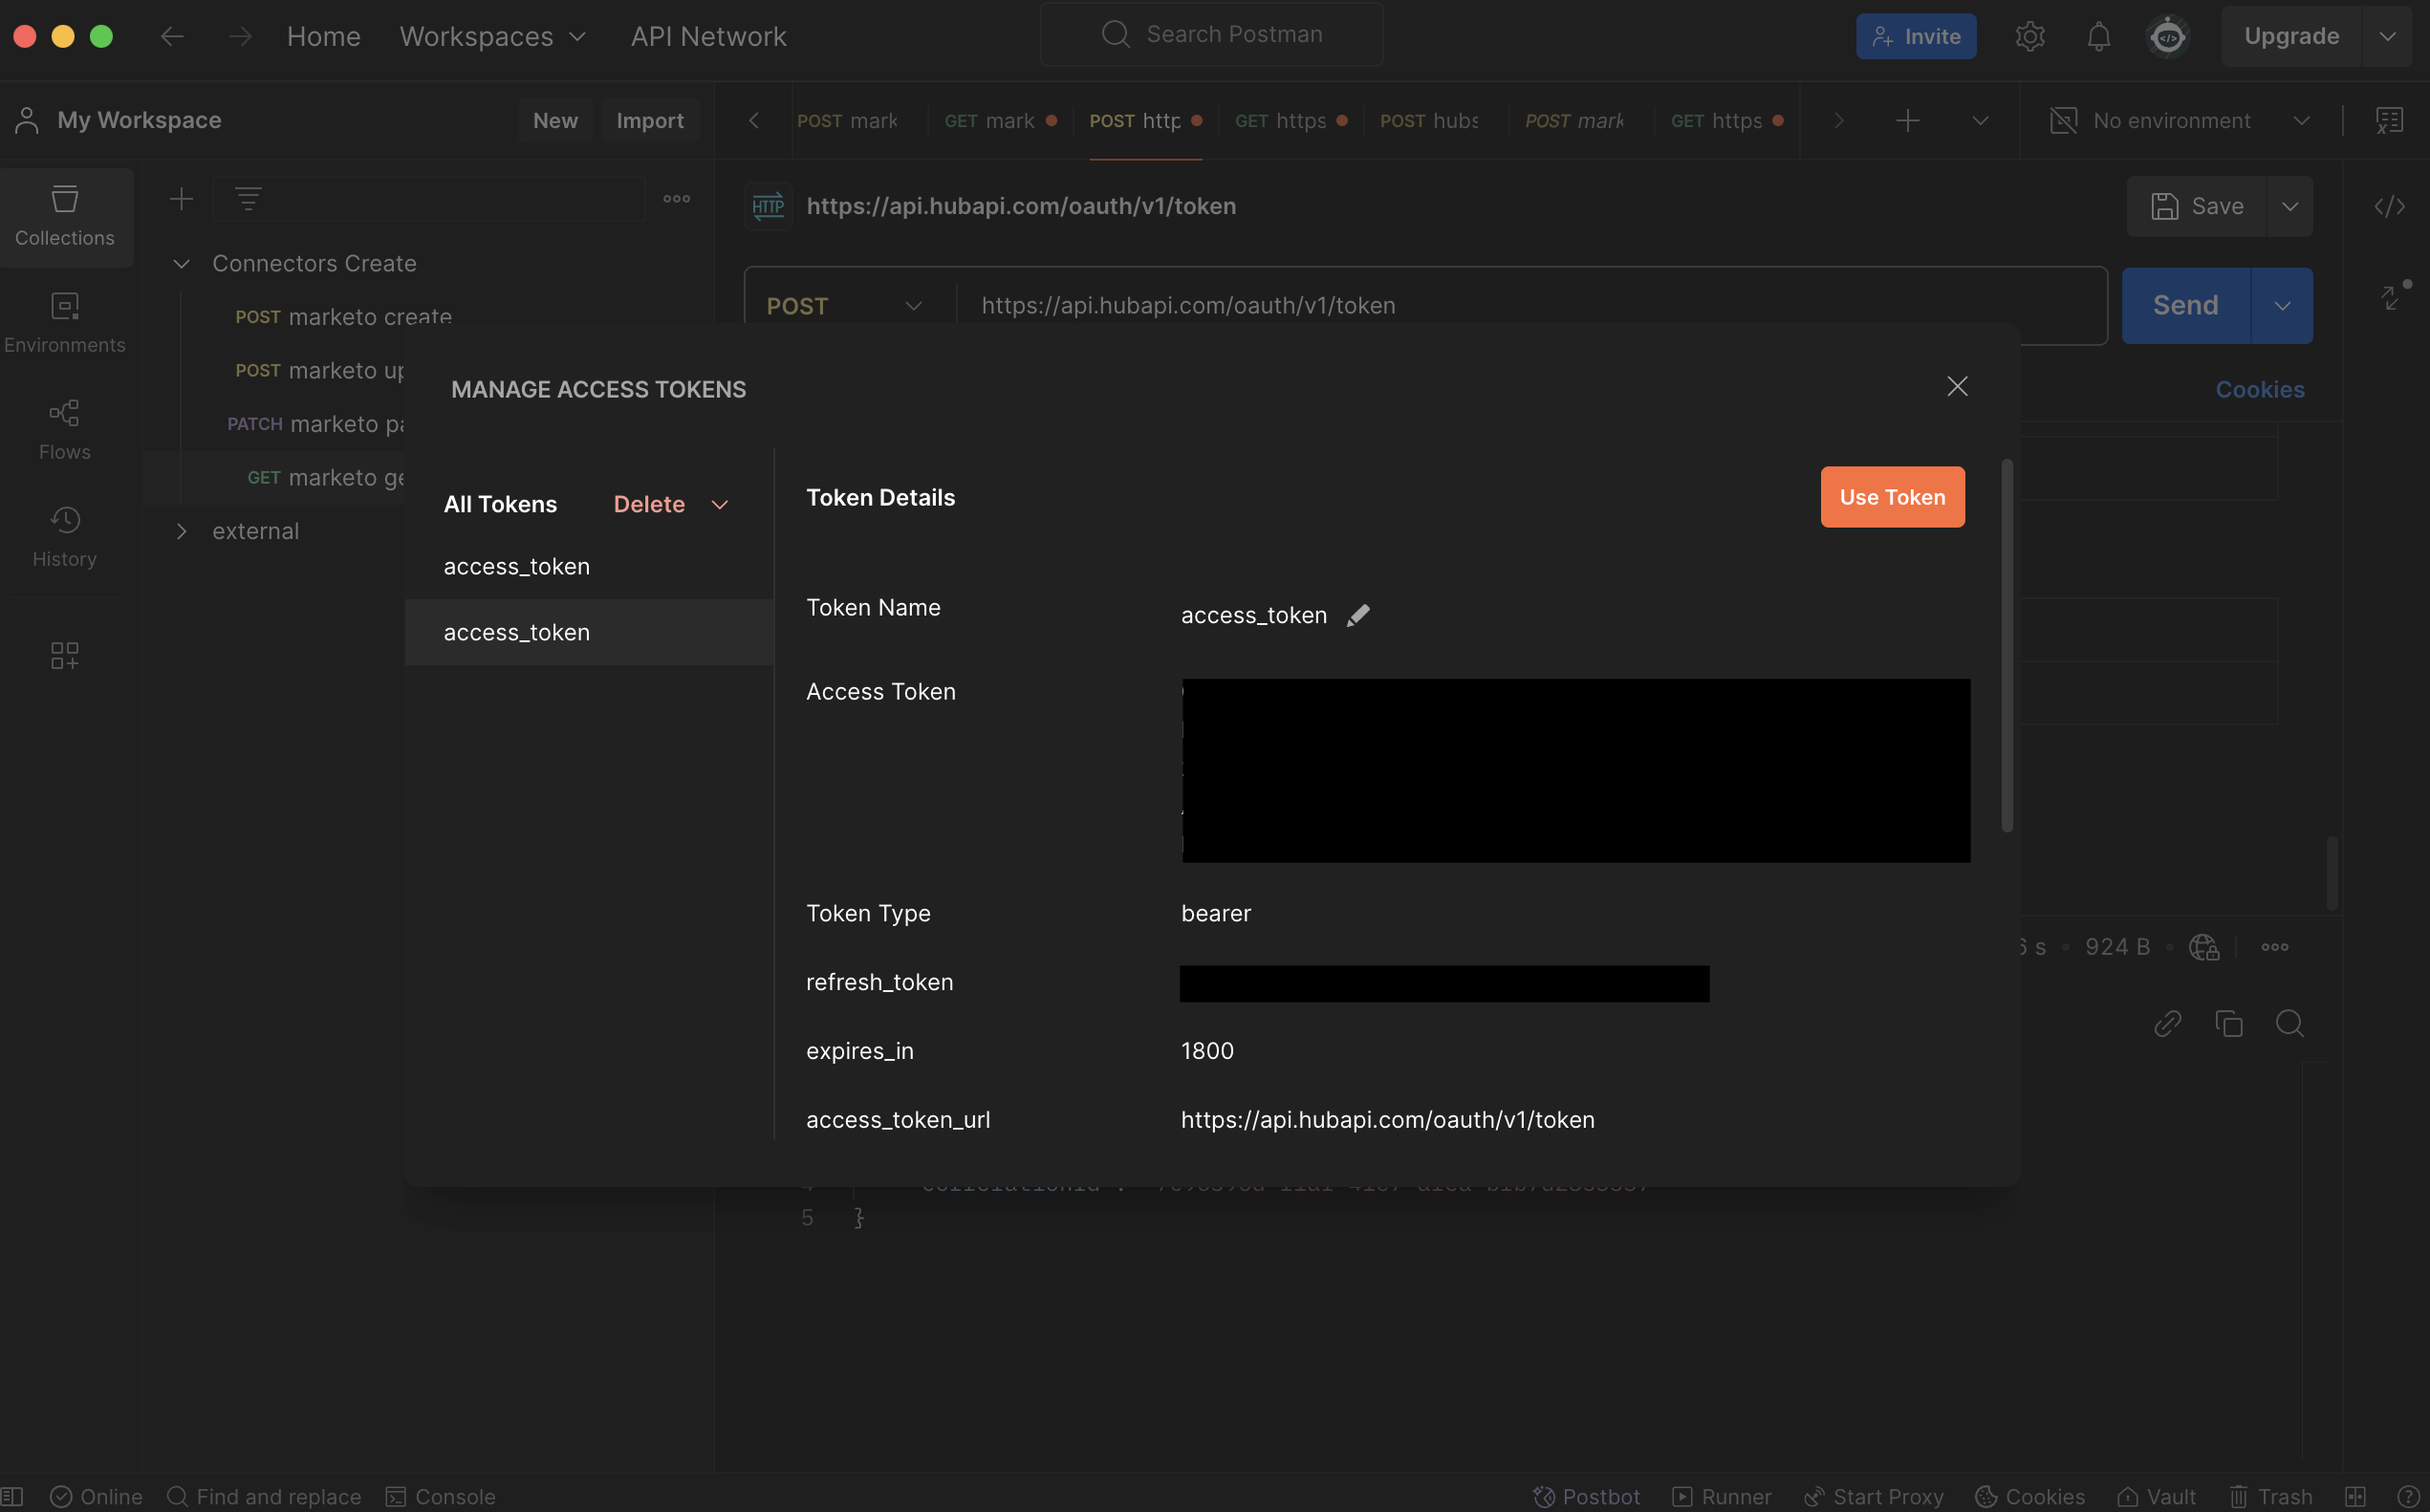 Home Workspaces API Network Search Postman Invite Upgrade
My Workspace New Import POST mark GET mark POST http GET https POST hubs POST mark GET https No environment
Collections
Environments
Flows
History
Connectors Create
POST marketo create
POST marketo up
PATCH marketo pa
GET marketo ge
external
HTTP https://api.hubapi.com/oauth/v1/token Save
POST https://api.hubapi.com/oauth/v1/token Send
Cookies
MANAGE ACCESS TOKENS
All Tokens Delete
access_token
access_token
Token Details Use Token
Token Name access_token
Access Token
Token Type bearer
refresh_token
expires_in 1800
access_token_url https://api.hubapi.com/oauth/v1/token
s 924 B
5 }
Online Find and replace Console Postbot Runner Start Proxy Cookies Vault Trash